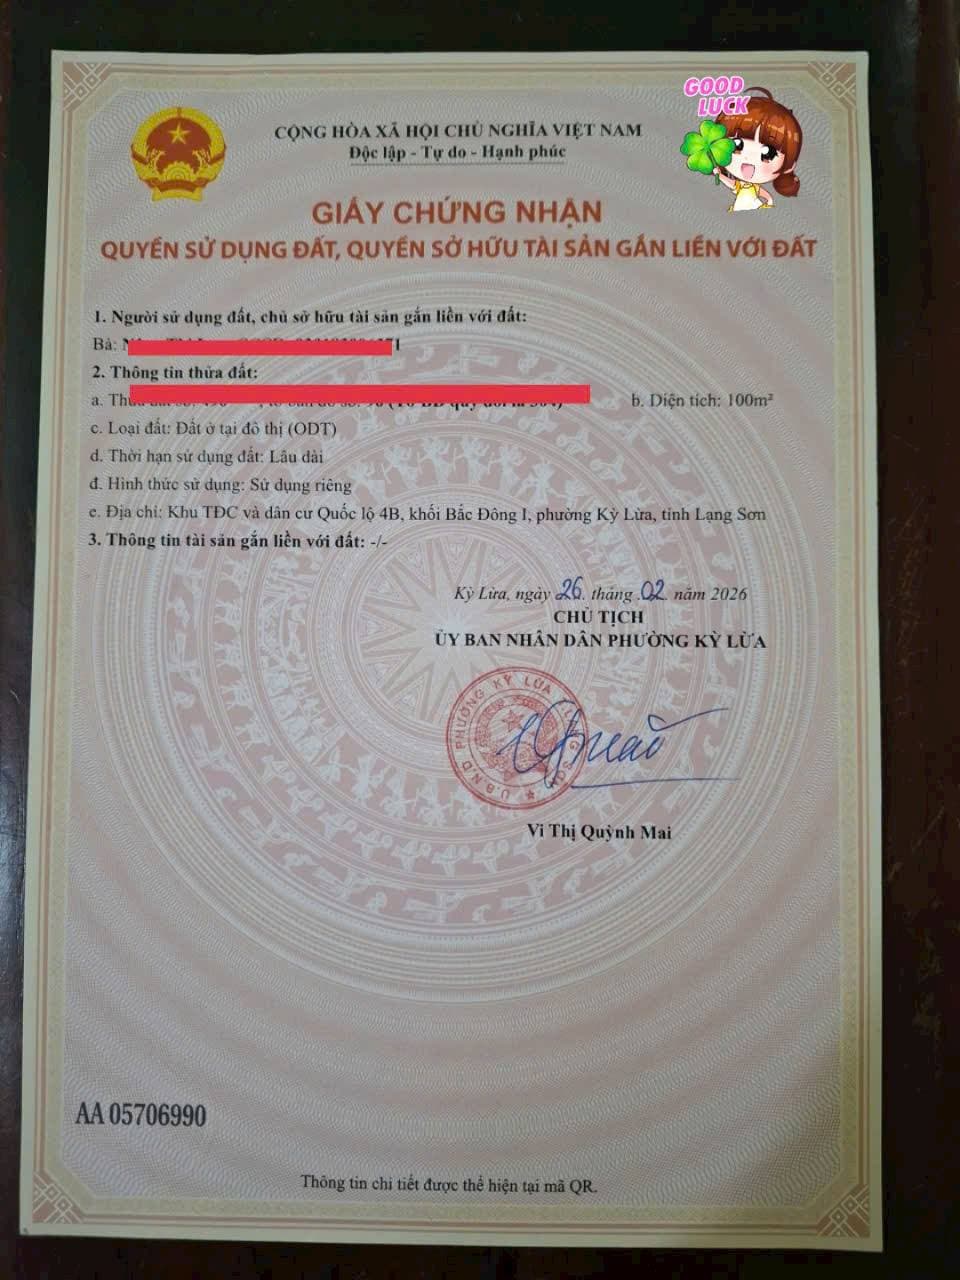 GOOD
LUCK
CỘNG HÒA XÃ HỘI CHỦ NGHĨA VIỆT NAM
Độc lập - Tự do - Hạnh phúc
GIẤY CHỨNG NHẬN
QUYỀN SỬ DỤNG ĐẤT, QUYỀN SỞ HỮU TÀI SẢN GẮN LIỀN VỚI ĐẤT
1. Người sử dụng đất, chủ sở hữu tài sản gắn liền với đất:
Bà:
2. Thông tin thửa đất:
a. b. Diện tích: 100m²
c. Loại đất: Đất ở tại đô thị (ODT)
d. Thời hạn sử dụng đất: Lâu dài
đ. Hình thức sử dụng: Sử dụng riêng
e. Địa chỉ: Khu TĐC và dân cư Quốc lộ 4B, khối Bắc Đông I, phường Kỳ Lừa, tỉnh Lạng Sơn
3. Thông tin tài sản gắn liền với đất: -/-
Kỳ Lừa, ngày 26 tháng 02 năm 2026
CHỦ TỊCH
ỦY BAN NHÂN DÂN PHƯỜNG KỲ LỪA
U.B.N.D PHƯỜNG KỲ LỪA
Vi Thị Quỳnh Mai
AA 05706990
Thông tin chi tiết được thể hiện tại mã QR.